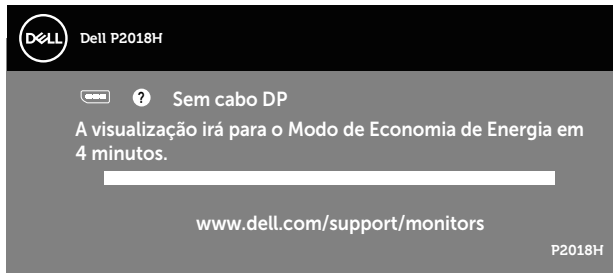 DELL
Dell P2018H
? Sem cabo DP
A visualização irá para o Modo de Economia de Energia em
4 minutos.
www.dell.com/support/monitors
P2018H